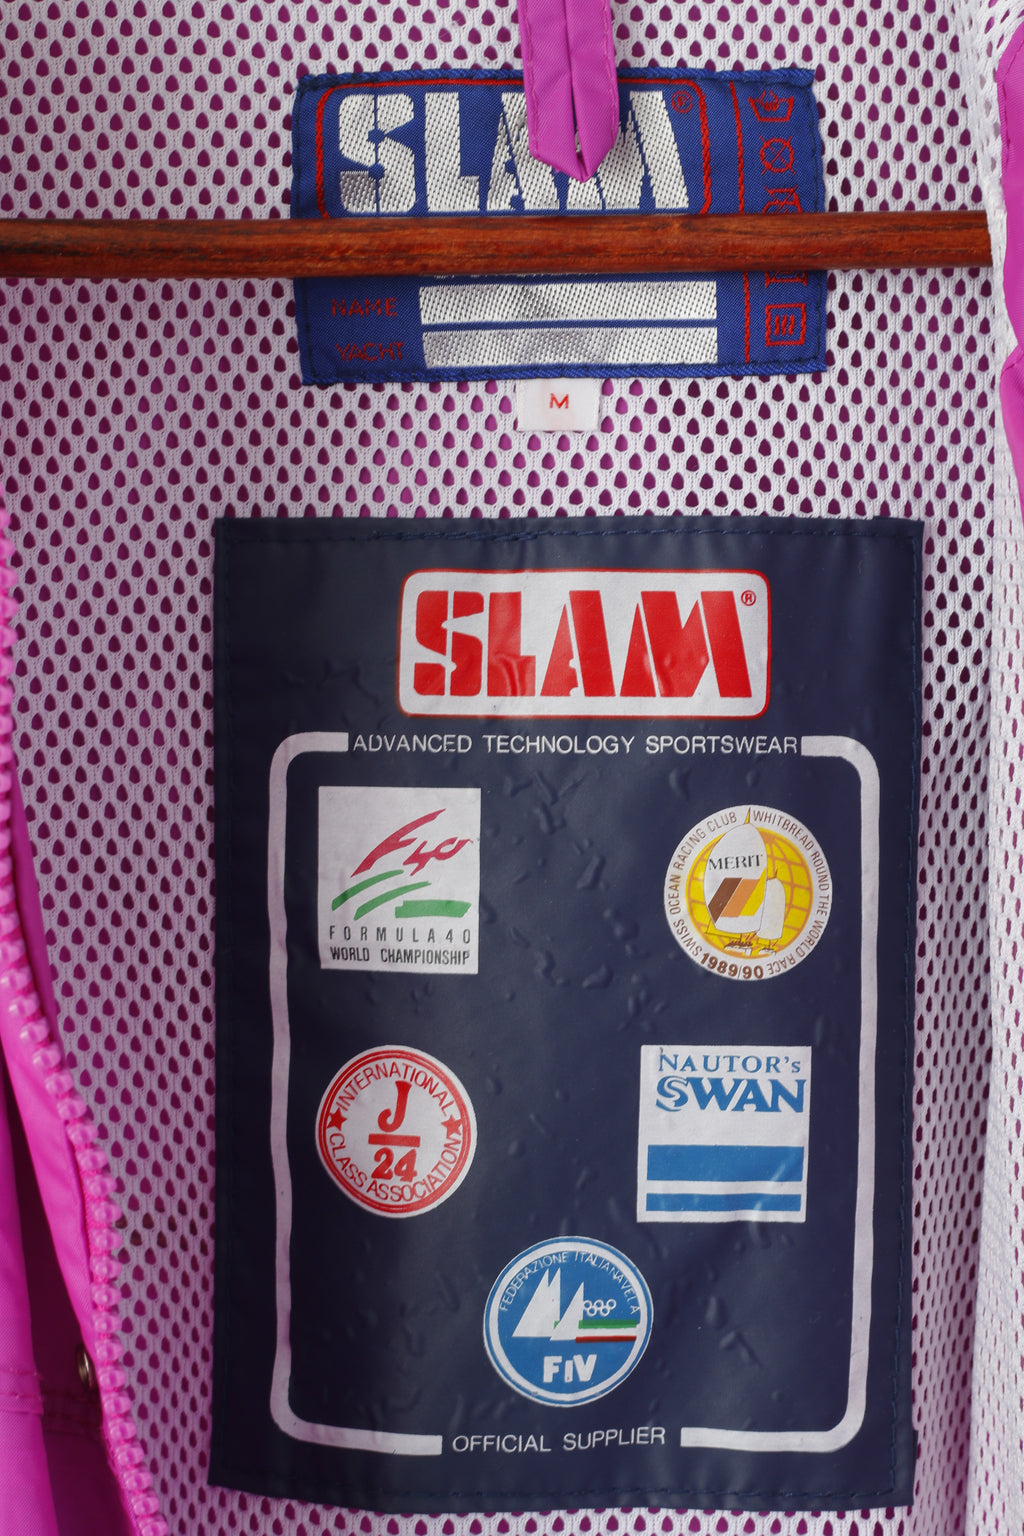 SLAM®
NAME
YACHT
M
SLAM®
ADVANCED TECHNOLOGY SPORTSWEAR
F40
FORMULA 40
WORLD CHAMPIONSHIP
SWISS OCEAN RACING CLUB WHITBREAD ROUND THE WORLD RACE
MERIT
1989/90
INTERNATIONAL
J
24
CLASS ASSOCIATION
NAUTOR's
SWAN
FEDERAZIONE ITALIANA VELA
FIV
OFFICIAL SUPPLIER